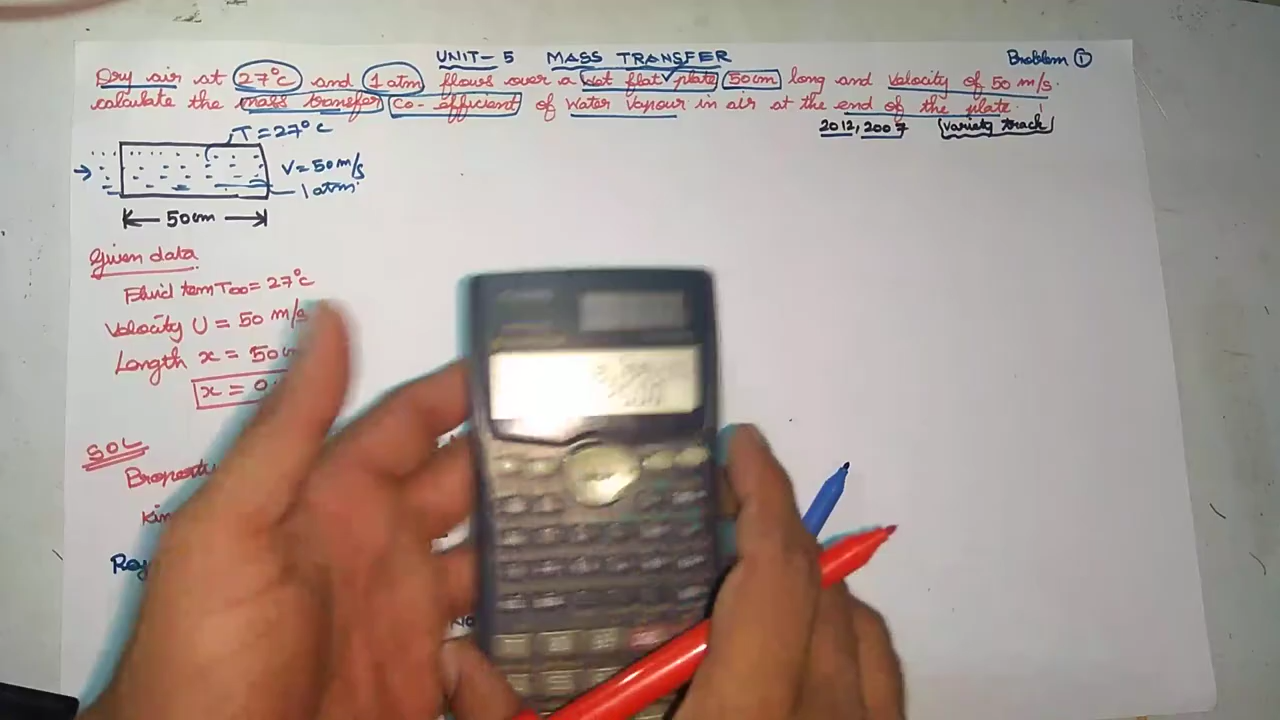 UNIT-5 MASS TRANSFER Problem ①
Dry air at 27°c and 1 atm flows over a wet flat plate 50cm long and velocity of 50 m/s.
calculate the mass transfer Co-efficient of water vapour in air at the end of the plate.
2012, 2007 (variety track)
T = 27°c
V = 50 m/s
1 atm
50cm
Given data
Fluid tem T∞ = 27°c
Velocity U = 50 m/s
Length x = 50
x = 0
SOL